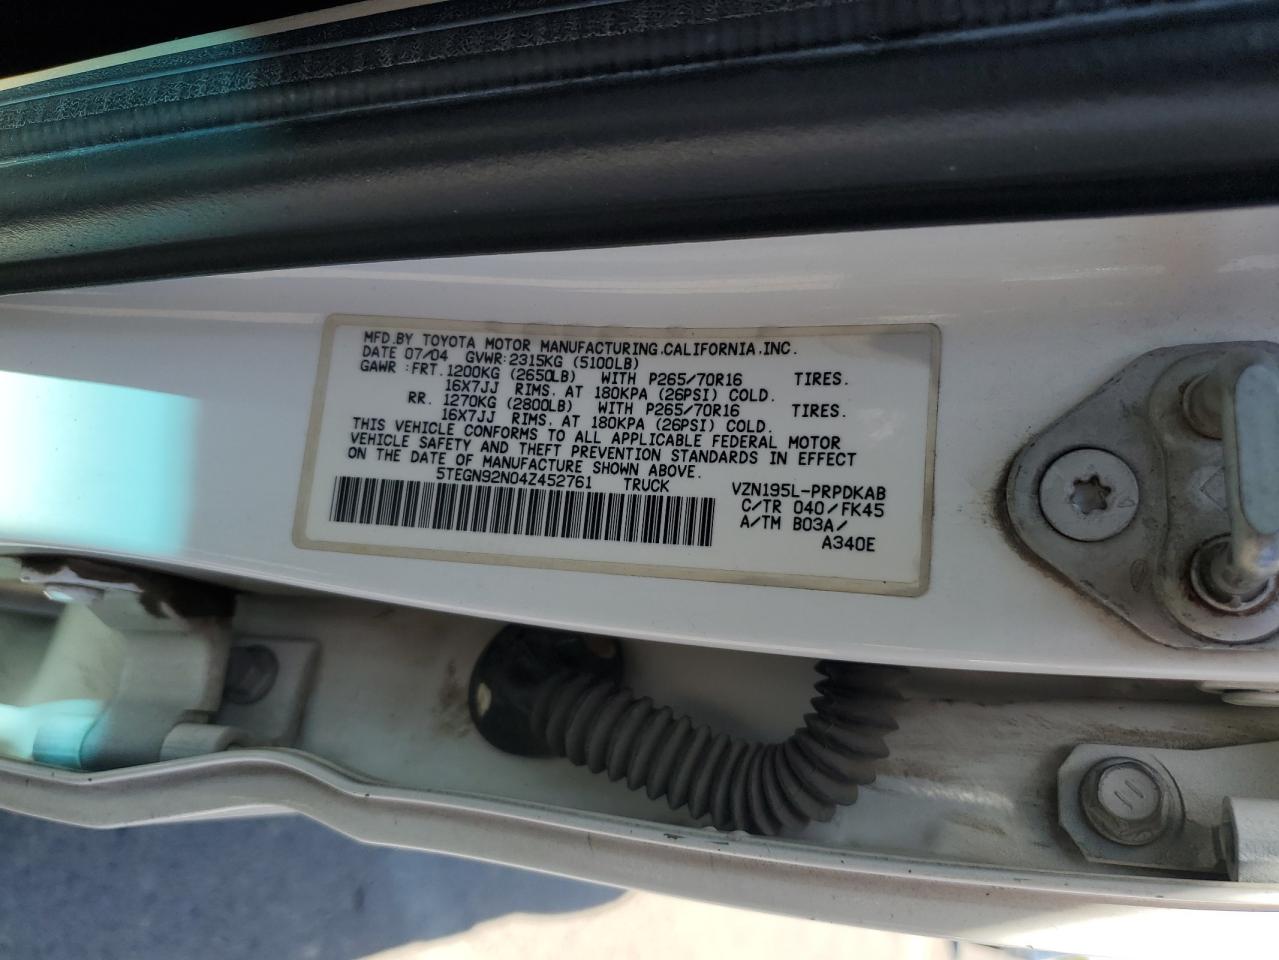 MFD.BY TOYOTA MOTOR MANUFACTURING.CALIFORNIA.INC.
DATE 07/04 GVWR:2315KG (5100LB)
GAWR :FRT. 1200KG (2650LB) WITH P265/70R16 TIRES.
16X7JJ RIMS. AT 180KPA (26PSI) COLD.
RR. 1270KG (2800LB) WITH P265/70R16 TIRES.
16X7JJ RIMS. AT 180KPA (26PSI) COLD.
THIS VEHICLE CONFORMS TO ALL APPLICABLE FEDERAL MOTOR
VEHICLE SAFETY AND THEFT PREVENTION STANDARDS IN EFFECT
ON THE DATE OF MANUFACTURE SHOWN ABOVE.
5TEGN92N04Z452761 TRUCK VZN195L-PRPDKAB
C/TR 040/FK45
A/TM B03A/
A340E